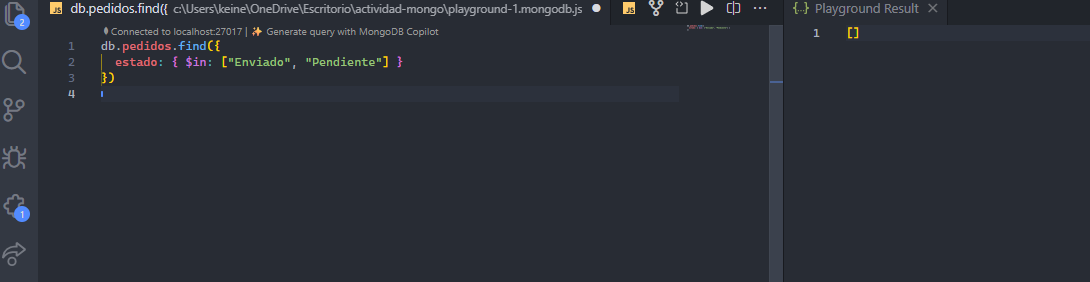 2
1
JS db.pedidos.find({ c:\Users\keine\OneDrive\Escritorio\actividad-mongo\playground-1.mongodb.js
JS
Connected to localhost:27017 | ✨ Generate query with MongoDB Copilot
1 db.pedidos.find({
2 estado: { $in: ["Enviado", "Pendiente"] }
3 })
4
{..} Playground Result
1 []